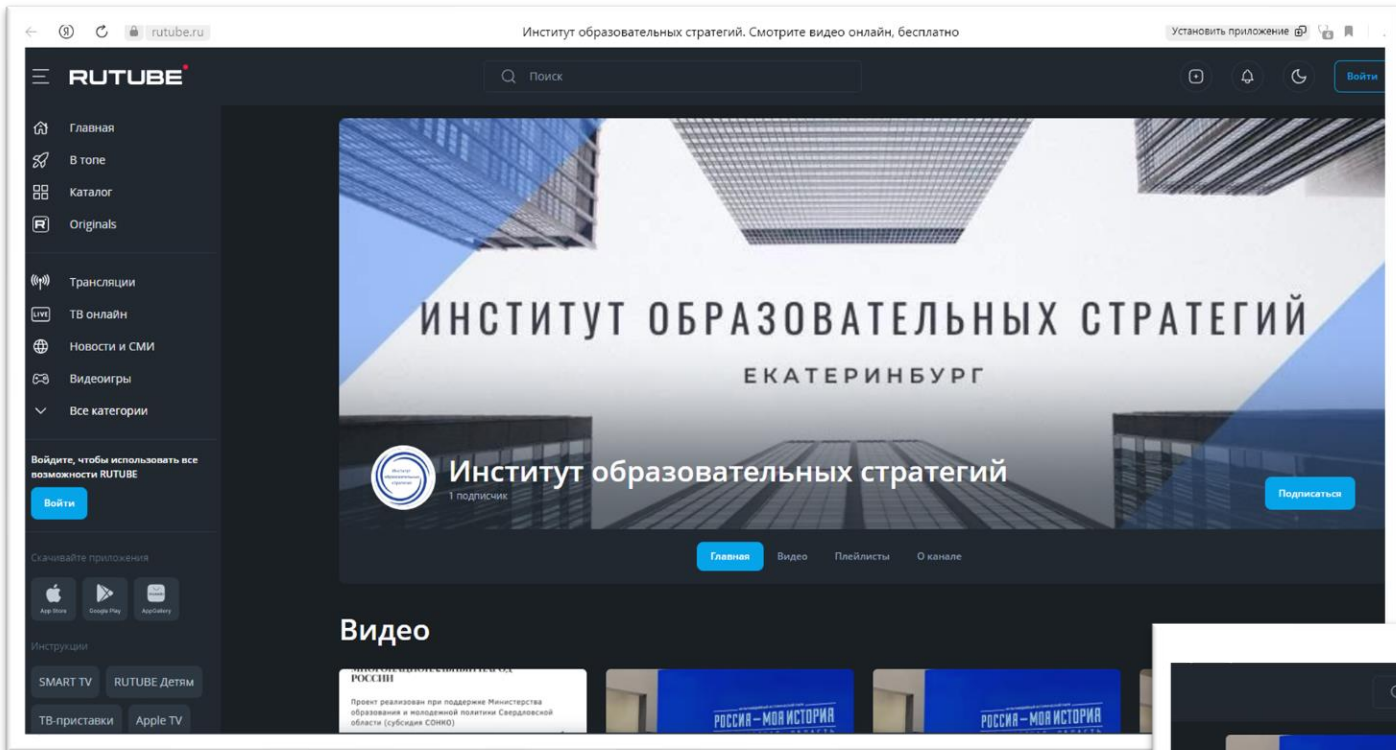 rutube.ru
Институт образовательных стратегий. Смотрите видео онлайн, бесплатно
Установить приложение
RUTUBE
Поиск
Войти
Главная
В топе
Каталог
Originals
Трансляции
LIVE
ТВ онлайн
Новости и СМИ
Видеоигры
Все категории
Войдите, чтобы использовать все
возможности RUTUBE
Войти
Скачивайте приложения
App Store
Google Play
AppGallery
Инструкции
SMART TV
RUTUBE Детям
ТВ-приставки
Apple TV
ИНСТИТУТ ОБРАЗОВАТЕЛЬНЫХ СТРАТЕГИЙ
ЕКАТЕРИНБУРГ
Институт
образовательных
стратегий
Институт образовательных стратегий
1 подписчик
Подписаться
Главная
Видео
Плейлисты
О канале
Видео
РОССИИ
Проект реализован при поддержке Министерства
образования и молодежной политики Свердловской
области (субсидия СОНКО)
РОССИЯ – МОЯ ИСТОРИЯ
РОССИЯ – МОЯ ИСТОРИЯ